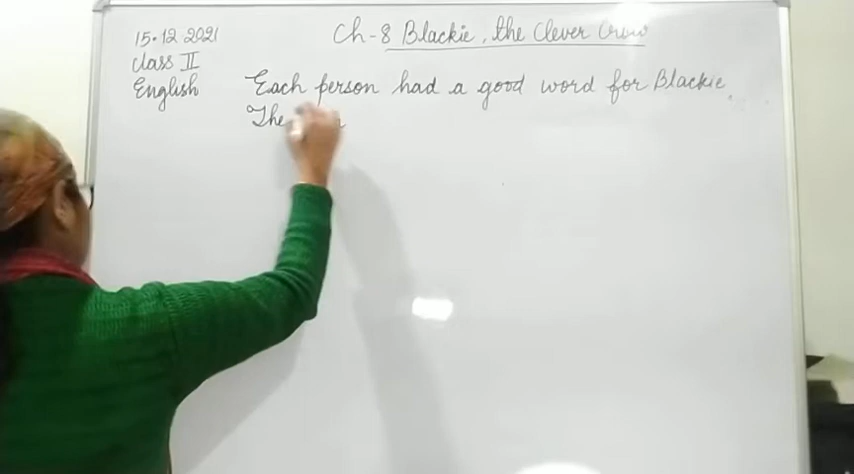 15.12.2021
Ch-8 Blackie, the Clever Crow
Class II
English
Each person had a good word for Blackie.
The